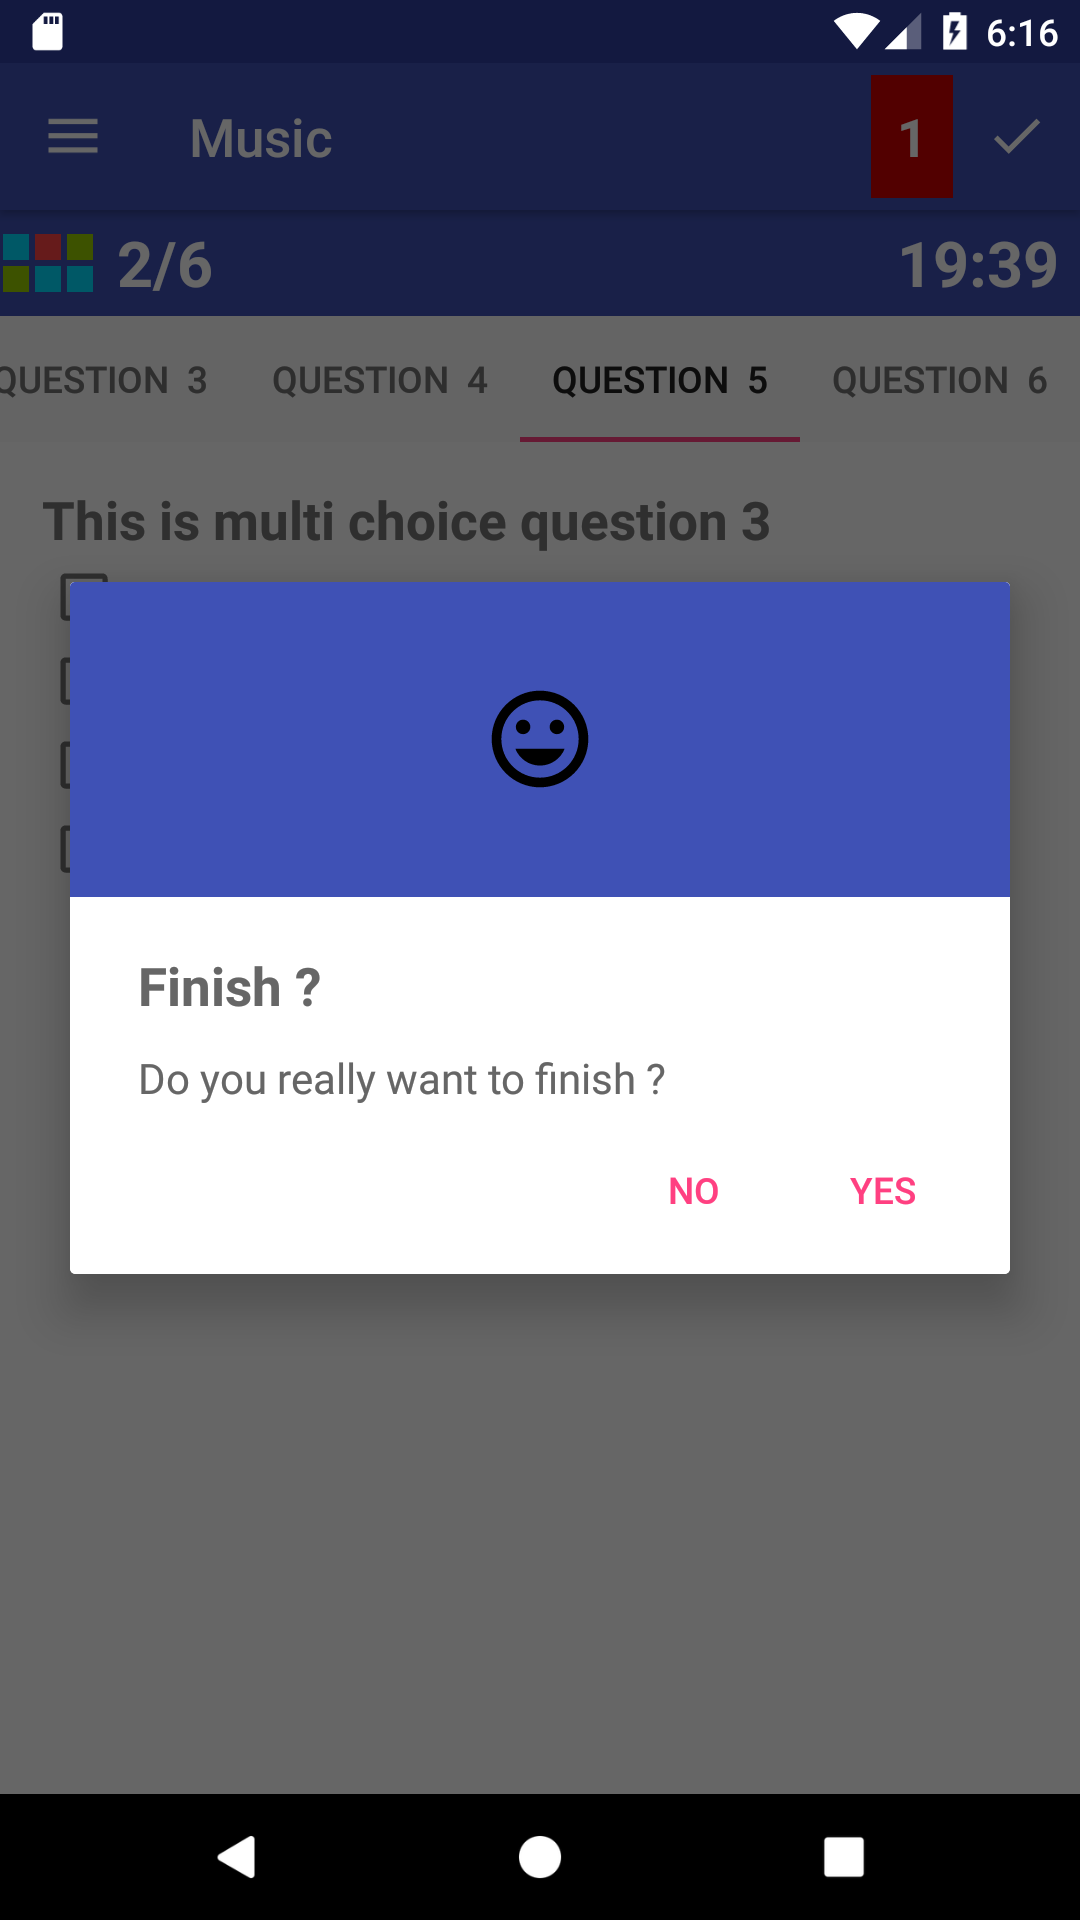 6:16
Music 1
2/6 19:39
QUESTION 3 QUESTION 4 QUESTION 5 QUESTION 6
This is multi choice question 3
Finish ?
Do you really want to finish ?
NO YES